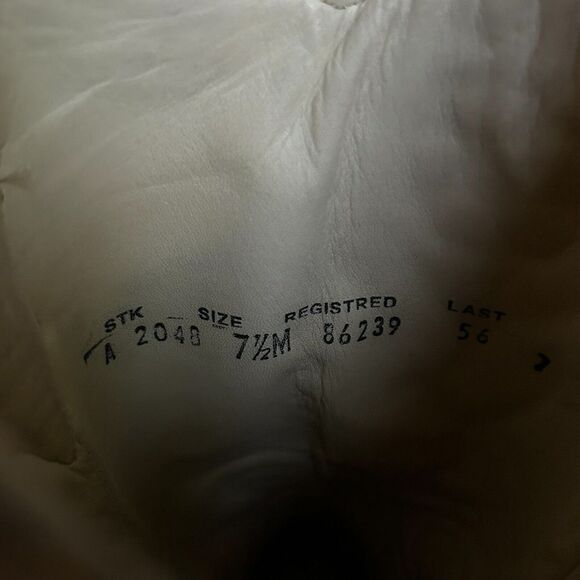 STK SIZE REGISTRED LAST
A 2048 7½M 86239 56